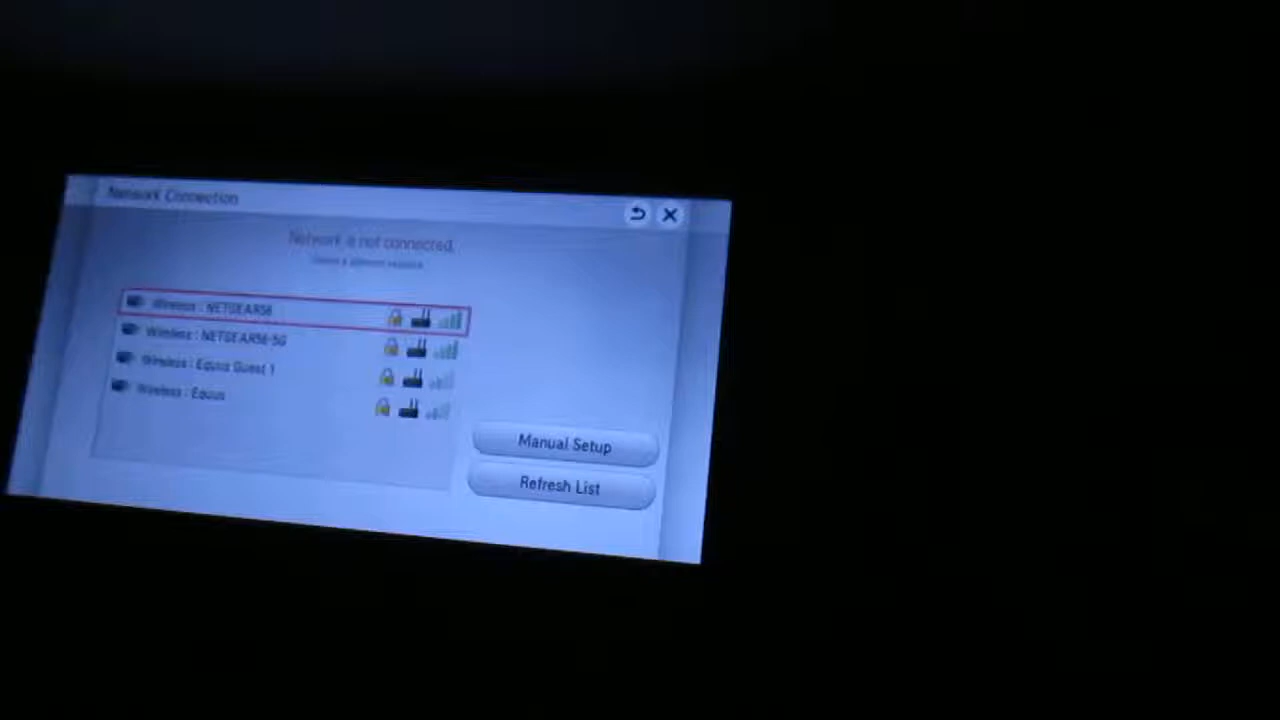 Network Connection
Network is not connected.
Wireless : NETGEAR56
Wireless : NETGEAR56-5G
Wireless : Equus Guest 1
Wireless : Equus
Manual Setup
Refresh List